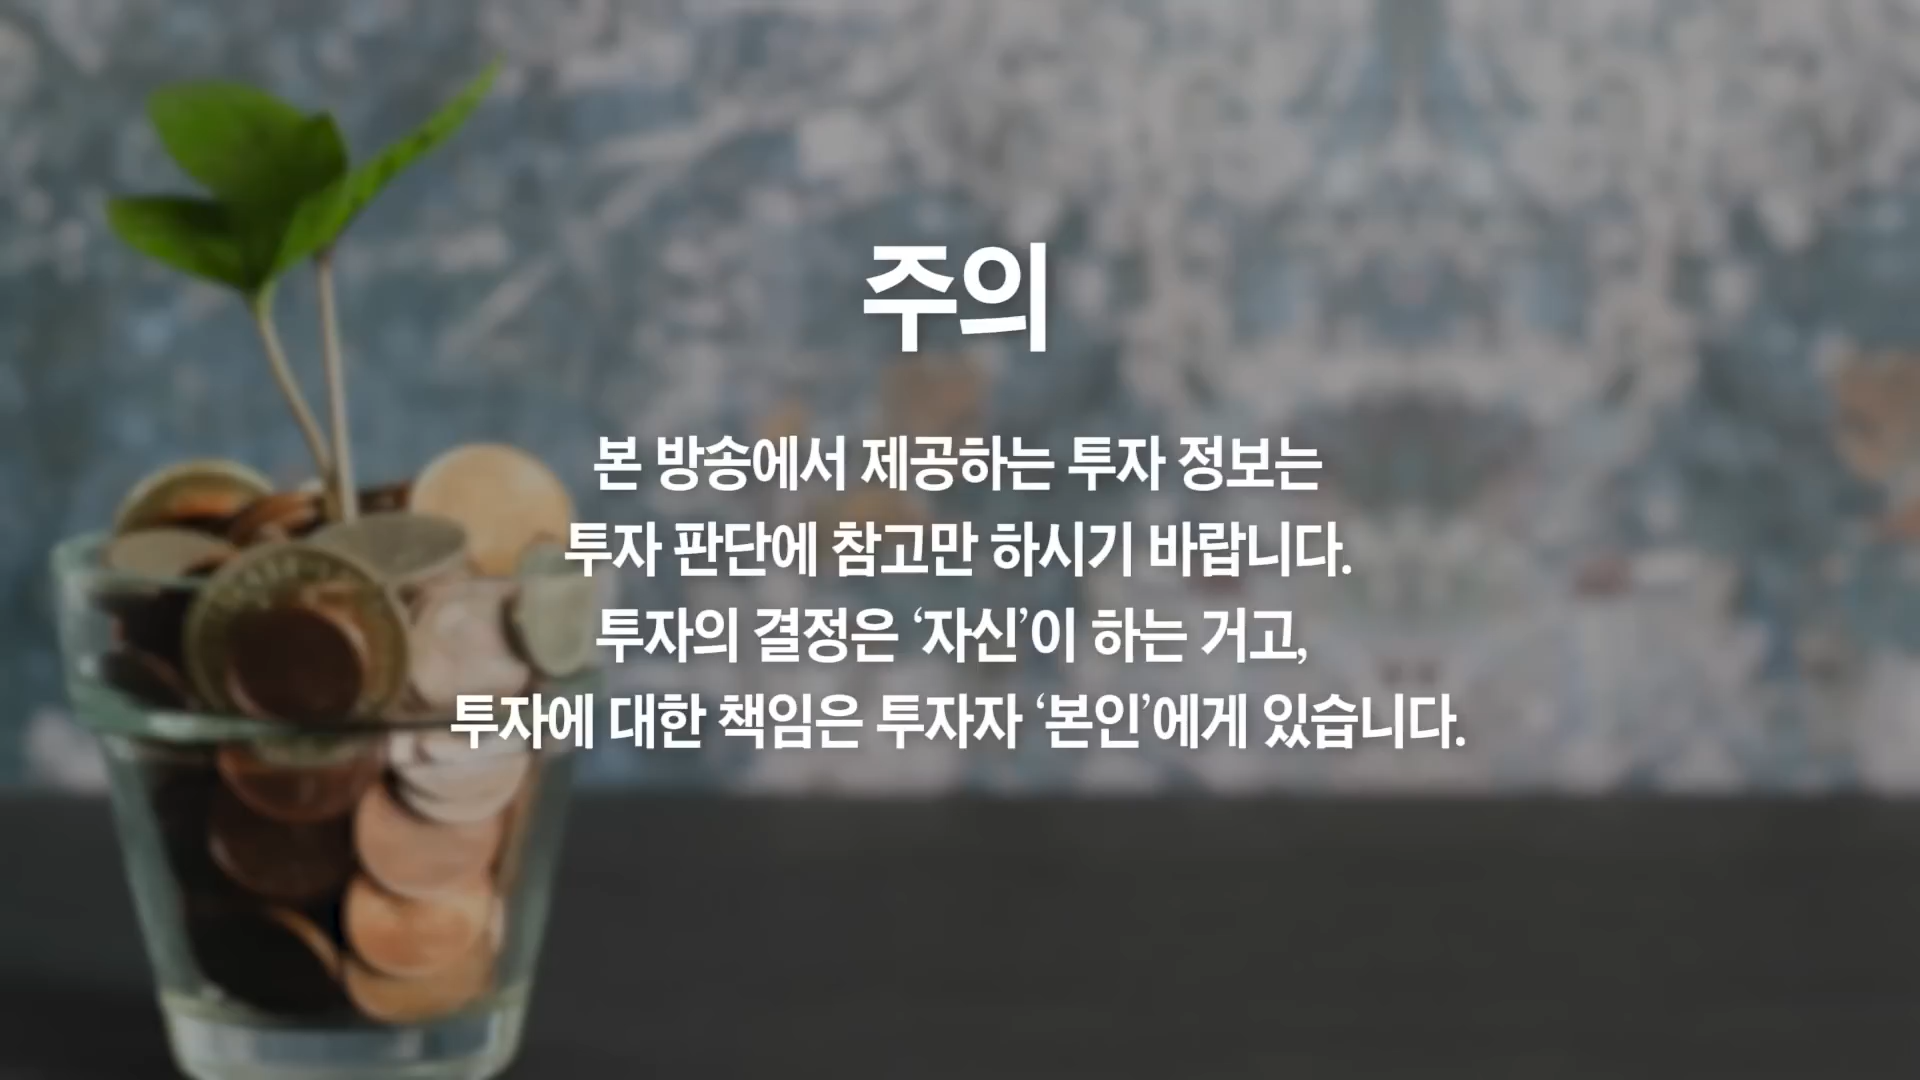 주의
본 방송에서 제공하는 투자 정보는
투자 판단에 참고만 하시기 바랍니다.
투자의 결정은 ‘자신’이 하는 거고,
투자에 대한 책임은 투자자 ‘본인’에게 있습니다.